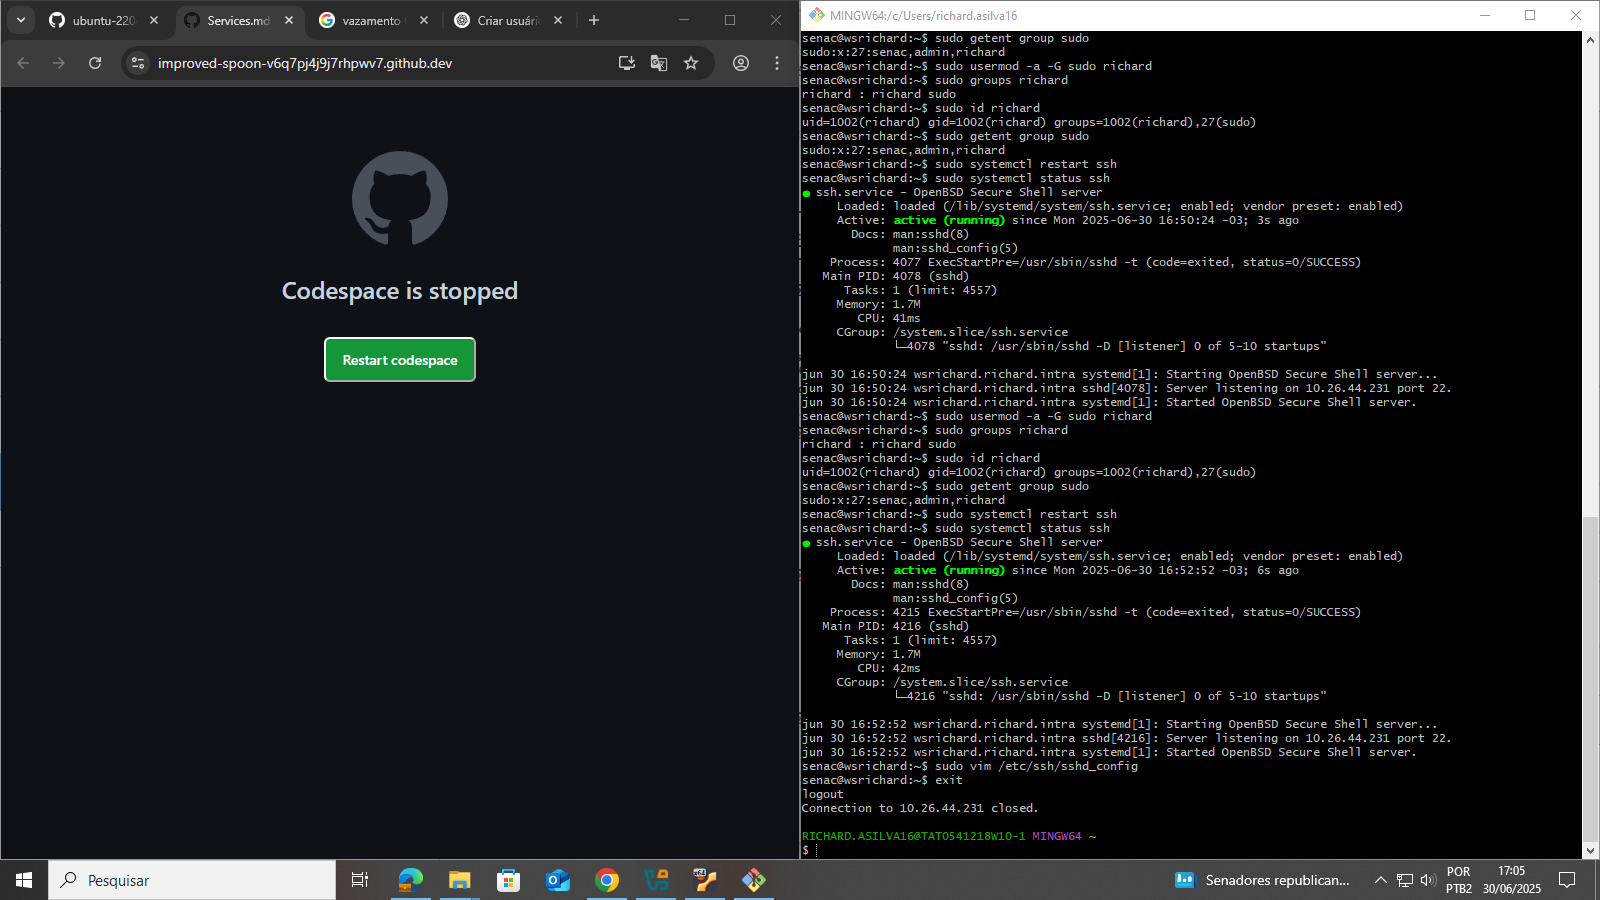 ubuntu-220
Services.md
vazamento
Criar usuári
improved-spoon-v6q7pj4j9j7rhpwv7.github.dev
Codespace is stopped
Restart codespace
MINGW64:/c/Users/richard.asilva16
senac@wsrichard:~$ sudo getent group sudo
sudo:x:27:senac,admin,richard
senac@wsrichard:~$ sudo usermod -a -G sudo richard
senac@wsrichard:~$ sudo groups richard
richard : richard sudo
senac@wsrichard:~$ sudo id richard
uid=1002(richard) gid=1002(richard) groups=1002(richard),27(sudo)
senac@wsrichard:~$ sudo getent group sudo
sudo:x:27:senac,admin,richard
senac@wsrichard:~$ sudo systemctl restart ssh
senac@wsrichard:~$ sudo systemctl status ssh
● ssh.service - OpenBSD Secure Shell server
Loaded: loaded (/lib/systemd/system/ssh.service; enabled; vendor preset: enabled)
Active: active (running) since Mon 2025-06-30 16:50:24 -03; 3s ago
Docs: man:sshd(8)
man:sshd_config(5)
Process: 4077 ExecStartPre=/usr/sbin/sshd -t (code=exited, status=0/SUCCESS)
Main PID: 4078 (sshd)
Tasks: 1 (limit: 4557)
Memory: 1.7M
CPU: 41ms
CGroup: /system.slice/ssh.service
└─4078 "sshd: /usr/sbin/sshd -D [listener] 0 of 5-10 startups"
jun 30 16:50:24 wsrichard.richard.intra systemd[1]: Starting OpenBSD Secure Shell server...
jun 30 16:50:24 wsrichard.richard.intra sshd[4078]: Server listening on 10.26.44.231 port 22.
jun 30 16:50:24 wsrichard.richard.intra systemd[1]: Started OpenBSD Secure Shell server.
senac@wsrichard:~$ sudo usermod -a -G sudo richard
senac@wsrichard:~$ sudo groups richard
richard : richard sudo
senac@wsrichard:~$ sudo id richard
uid=1002(richard) gid=1002(richard) groups=1002(richard),27(sudo)
senac@wsrichard:~$ sudo getent group sudo
sudo:x:27:senac,admin,richard
senac@wsrichard:~$ sudo systemctl restart ssh
senac@wsrichard:~$ sudo systemctl status ssh
● ssh.service - OpenBSD Secure Shell server
Loaded: loaded (/lib/systemd/system/ssh.service; enabled; vendor preset: enabled)
Active: active (running) since Mon 2025-06-30 16:52:52 -03; 6s ago
Docs: man:sshd(8)
man:sshd_config(5)
Process: 4215 ExecStartPre=/usr/sbin/sshd -t (code=exited, status=0/SUCCESS)
Main PID: 4216 (sshd)
Tasks: 1 (limit: 4557)
Memory: 1.7M
CPU: 42ms
CGroup: /system.slice/ssh.service
└─4216 "sshd: /usr/sbin/sshd -D [listener] 0 of 5-10 startups"
jun 30 16:52:52 wsrichard.richard.intra systemd[1]: Starting OpenBSD Secure Shell server...
jun 30 16:52:52 wsrichard.richard.intra sshd[4216]: Server listening on 10.26.44.231 port 22.
jun 30 16:52:52 wsrichard.richard.intra systemd[1]: Started OpenBSD Secure Shell server.
senac@wsrichard:~$ sudo vim /etc/ssh/sshd_config
senac@wsrichard:~$ exit
logout
Connection to 10.26.44.231 closed.
RICHARD.ASILVA16@TAT0541218W10-1 MINGW64 ~
$
Pesquisar
Senadores republican...
POR
PTB2
17:05
30/06/2025